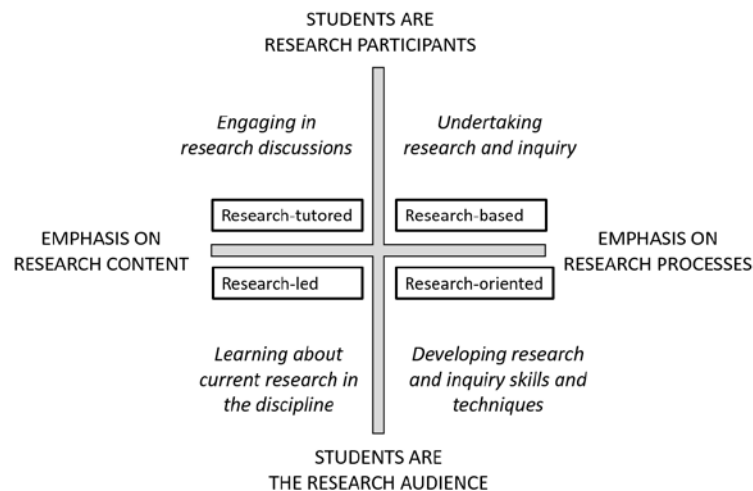 STUDENTS ARE
RESEARCH PARTICIPANTS
Engaging in
research discussions
Undertaking
research and inquiry
Research-tutored
Research-based
EMPHASIS ON
RESEARCH CONTENT
EMPHASIS ON
RESEARCH PROCESSES
Research-led
Research-oriented
Learning about
current research in
the discipline
Developing research
and inquiry skills and
techniques
STUDENTS ARE
THE RESEARCH AUDIENCE